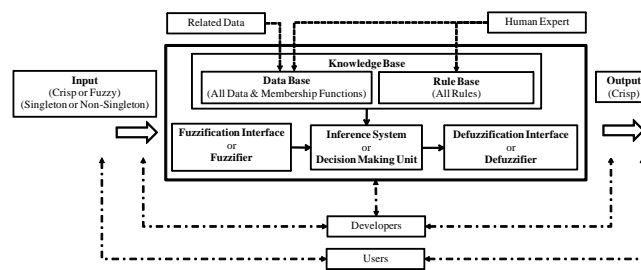 Related Data
Human Expert
Knowledge Base
Input
(Crisp or Fuzzy)
(Singleton or Non-Singleton)
Data Base
(All Data & Membership Functions)
Rule Base
(All Rules)
Output
(Crisp)
Fuzzification Interface
or
Fuzzifier
Inference System
or
Decision Making Unit
Defuzzification Interface
or
Defuzzifier
Developers
Users